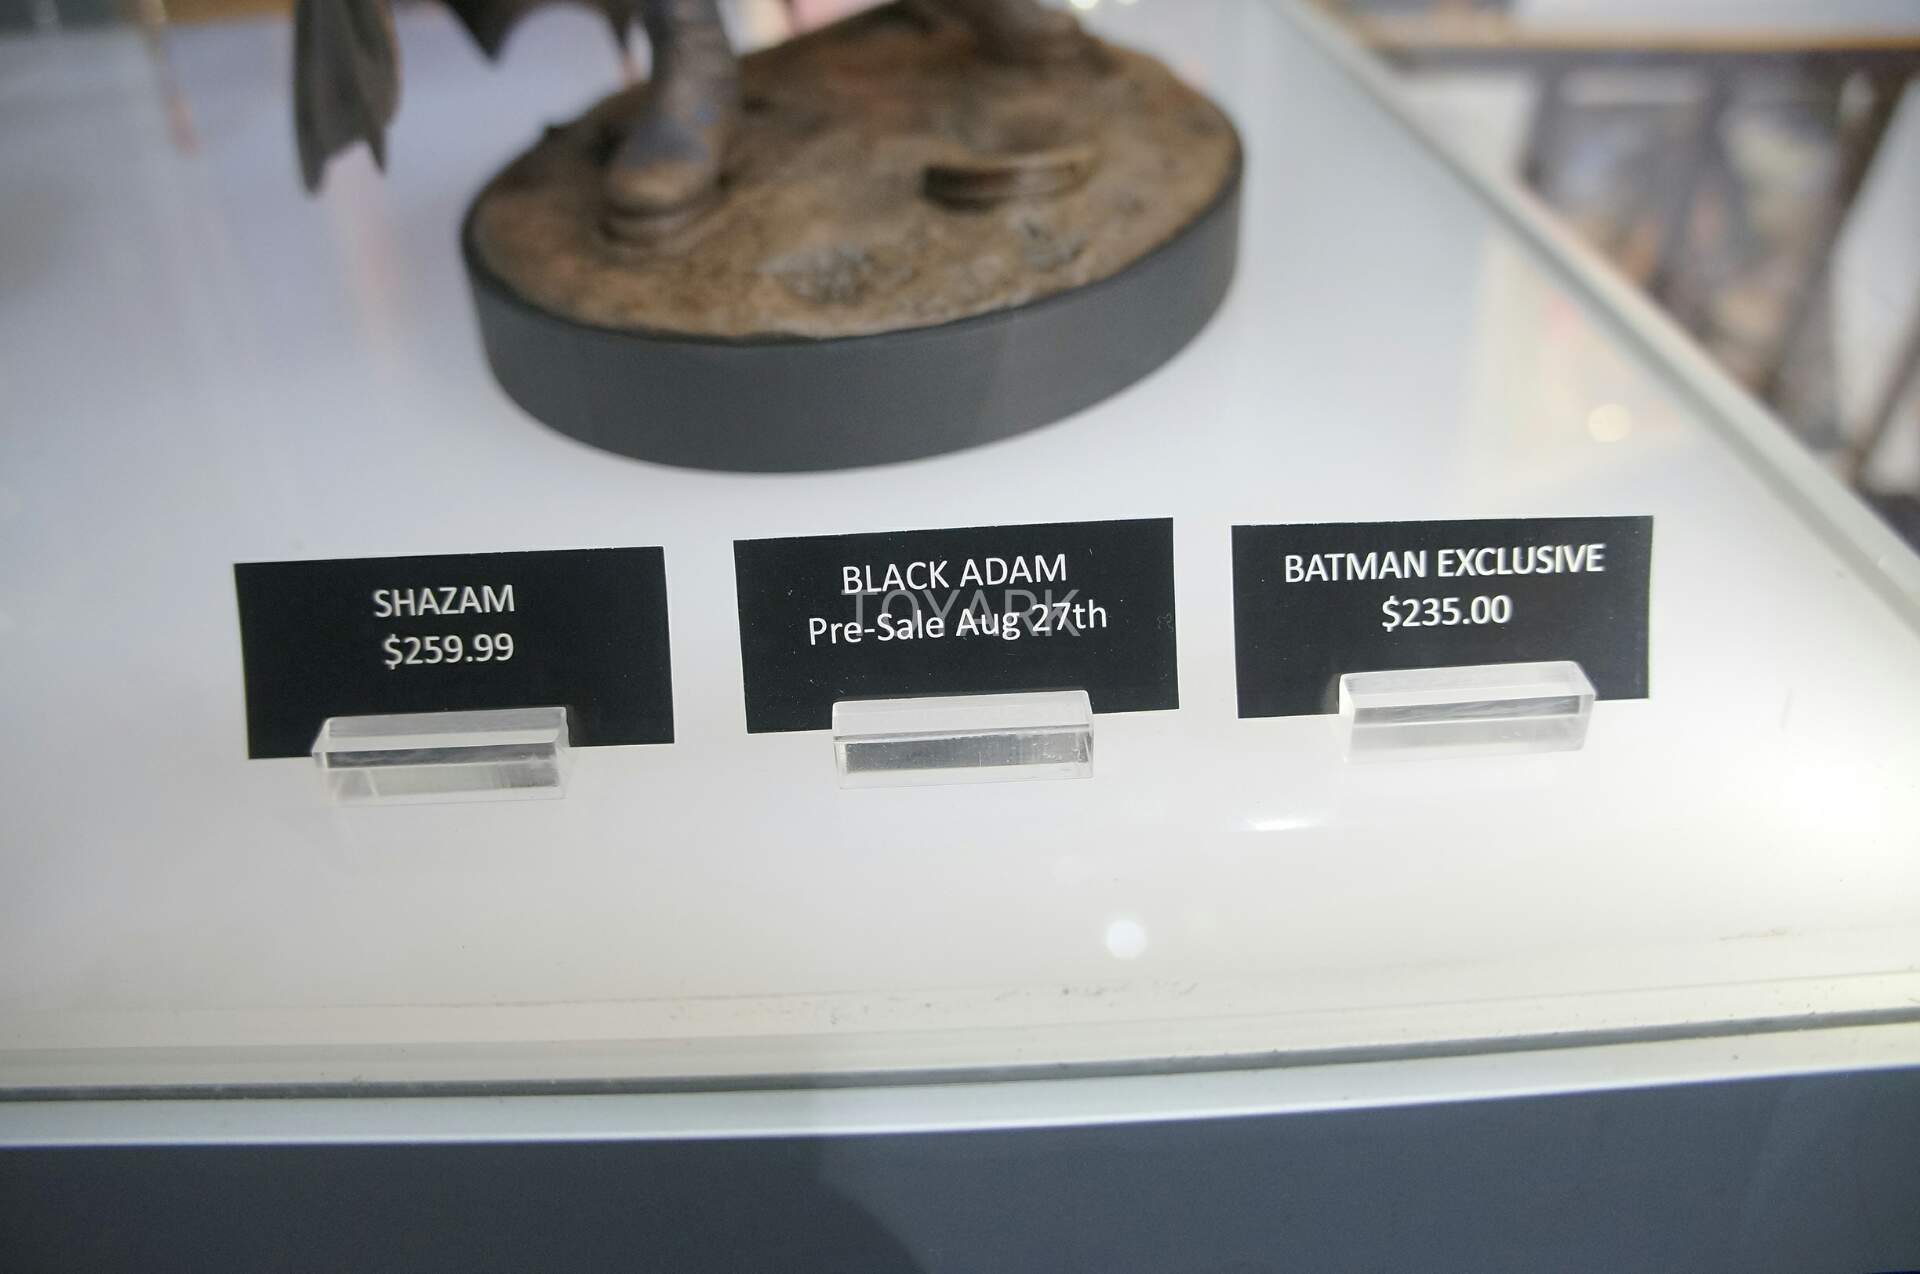 SHAZAM
$259.99
BLACK ADAM
Pre-Sale Aug 27th
TOYARK
BATMAN EXCLUSIVE
$235.00